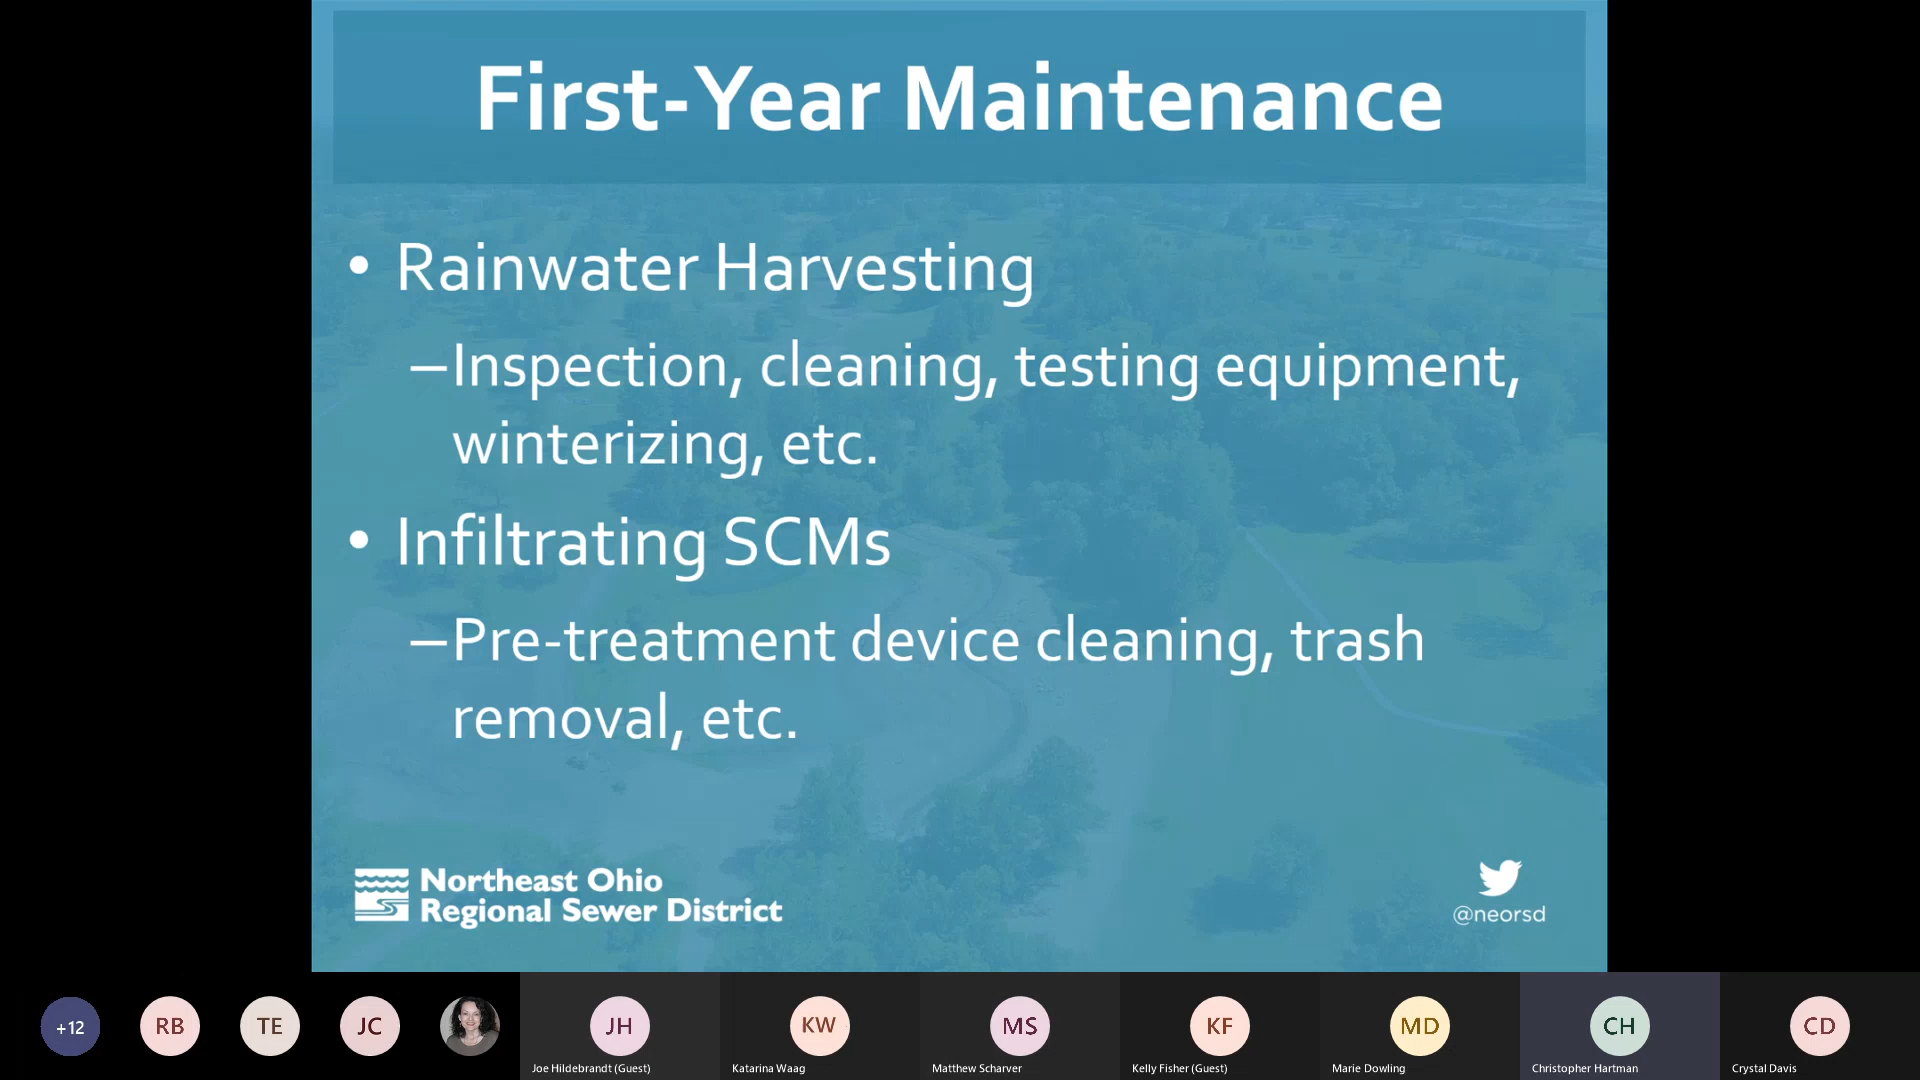 First-Year Maintenance
• Rainwater Harvesting
–Inspection, cleaning, testing equipment,
winterizing, etc.
• Infiltrating SCMs
–Pre-treatment device cleaning, trash
removal, etc.
Northeast Ohio
Regional Sewer District
@neorsd
+12
RB
TE
JC
JH
KW
MS
KF
MD
CH
CD
Joe Hildebrandt (Guest)
Katarina Waag
Matthew Scharver
Kelly Fisher (Guest)
Marie Dowling
Christopher Hartman
Crystal Davis